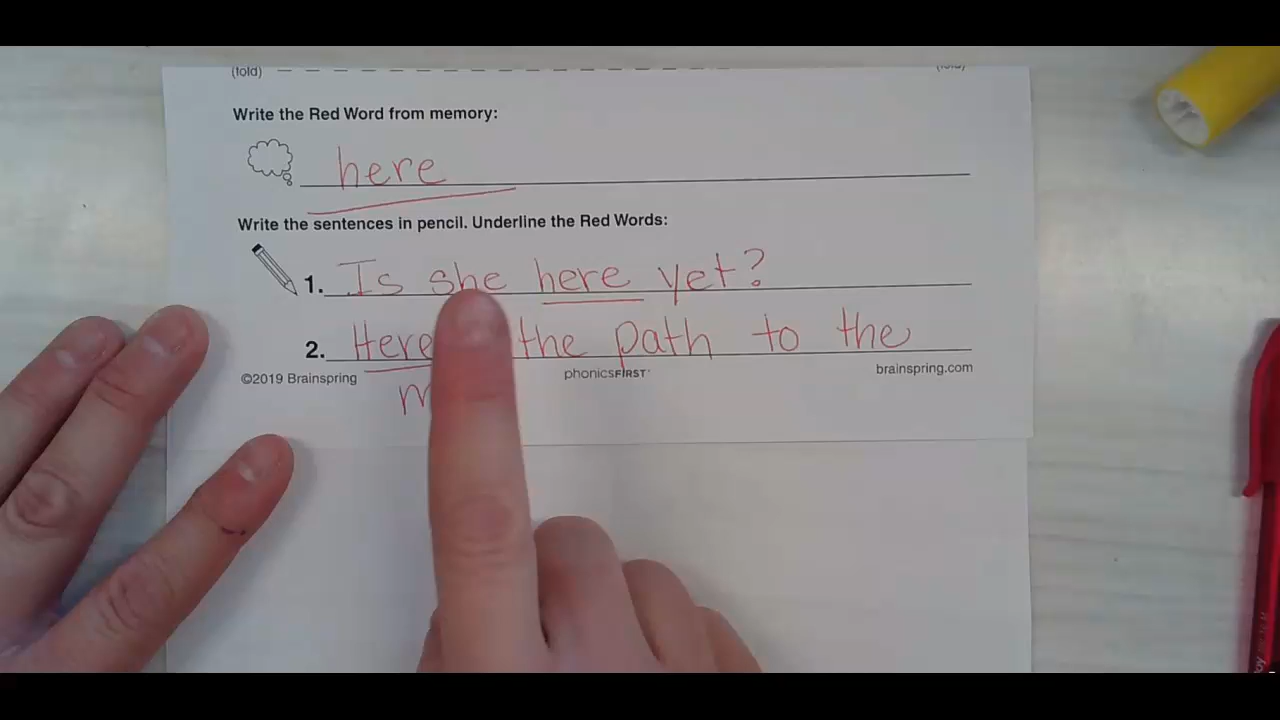 (fold)
Write the Red Word from memory:
here
Write the sentences in pencil. Underline the Red Words:
1. Is she here yet?
2. Here the path to the
©2019 Brainspring phonicsFIRST brainspring.com